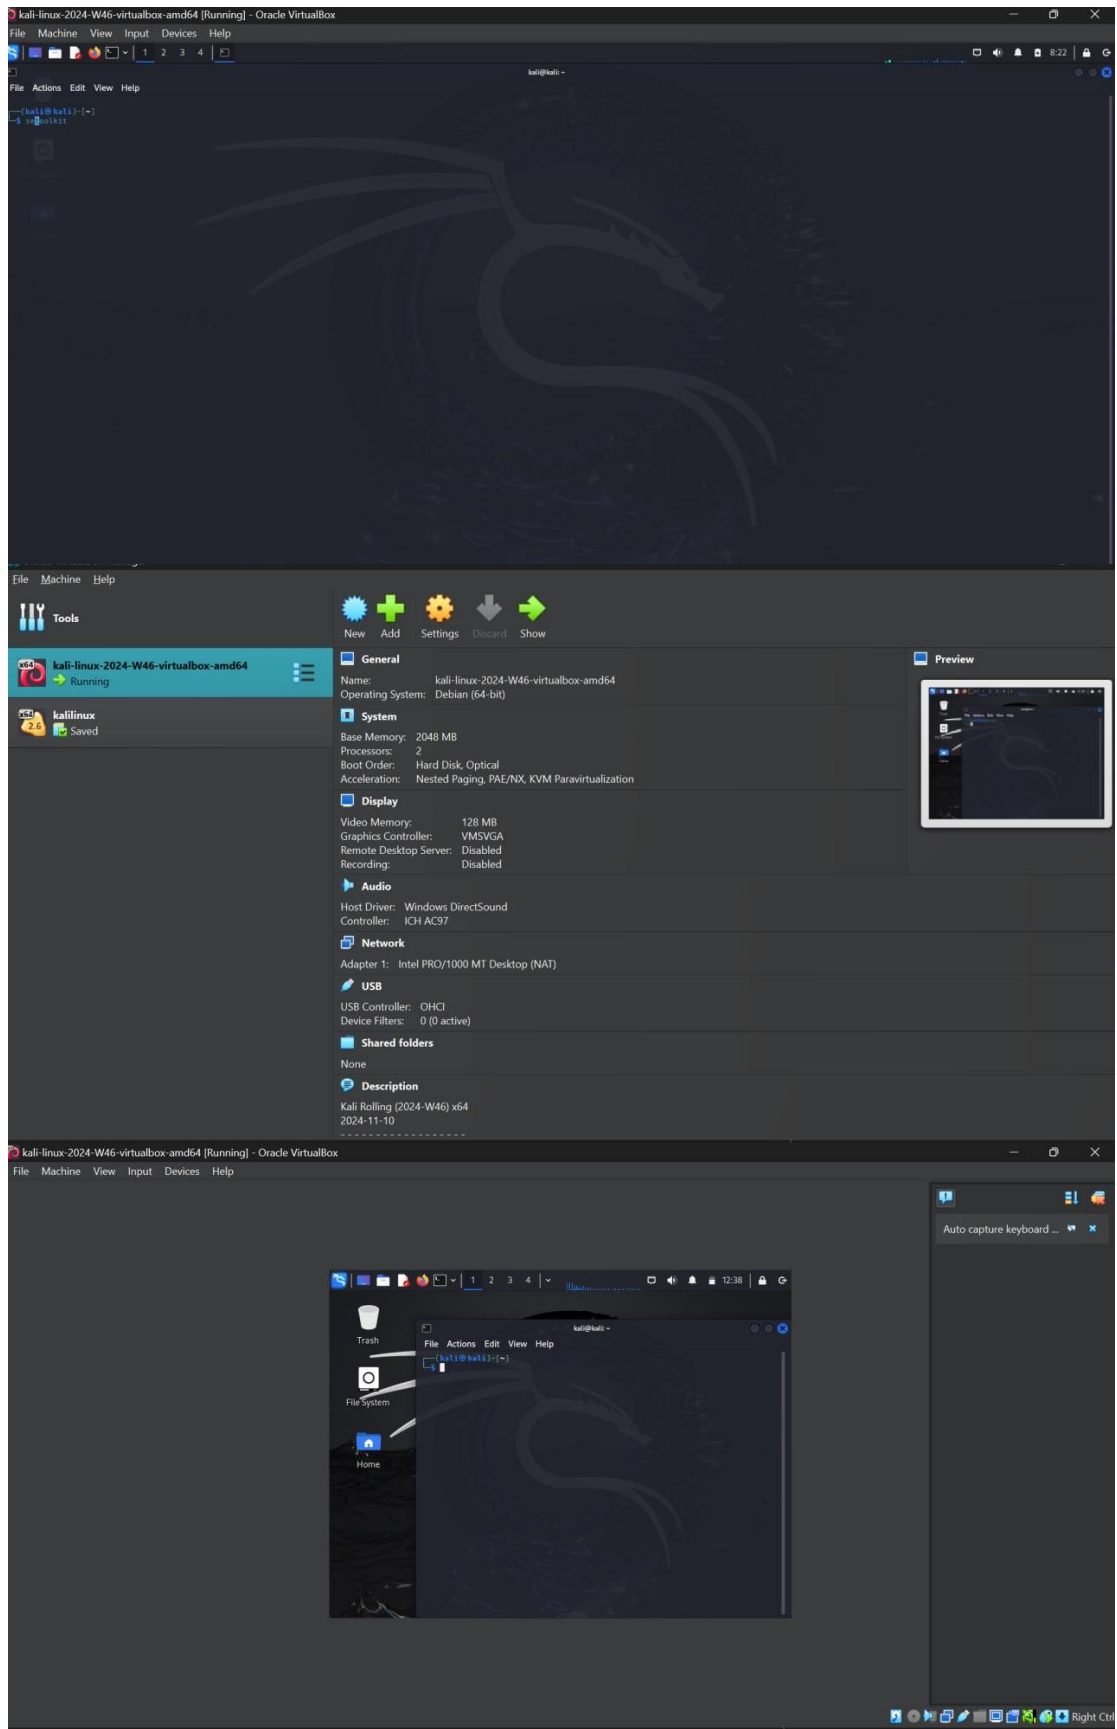 kali-linux-2024-W46-virtualbox-amd64 [Running] - Oracle VirtualBox
File Machine View Input Devices Help
1 2 3 4 8:22
kali@kali: ~
File Actions Edit View Help
(kali㉿kali)-[~]
$ setoolkit
File Machine Help
Tools
New Add Settings Discard Show
kali-linux-2024-W46-virtualbox-amd64
Running
kalilinux
Saved
General
Name: kali-linux-2024-W46-virtualbox-amd64
Operating System: Debian (64-bit)
System
Base Memory: 2048 MB
Processors: 2
Boot Order: Hard Disk, Optical
Acceleration: Nested Paging, PAE/NX, KVM Paravirtualization
Display
Video Memory: 128 MB
Graphics Controller: VMSVGA
Remote Desktop Server: Disabled
Recording: Disabled
Audio
Host Driver: Windows DirectSound
Controller: ICH AC97
Network
Adapter 1: Intel PRO/1000 MT Desktop (NAT)
USB
USB Controller: OHCI
Device Filters: 0 (0 active)
Shared folders
None
Description
Kali Rolling (2024-W46) x64
2024-11-10
- - - - - - - - - - - - - - - - - -
Preview
kali-linux-2024-W46-virtualbox-amd64 [Running] - Oracle VirtualBox
File Machine View Input Devices Help
Auto capture keyboard ...
1 2 3 4 12:38
Trash
File System
Home
kali@kali: ~
File Actions Edit View Help
(kali㉿kali)-[~]
$
Right Ctrl